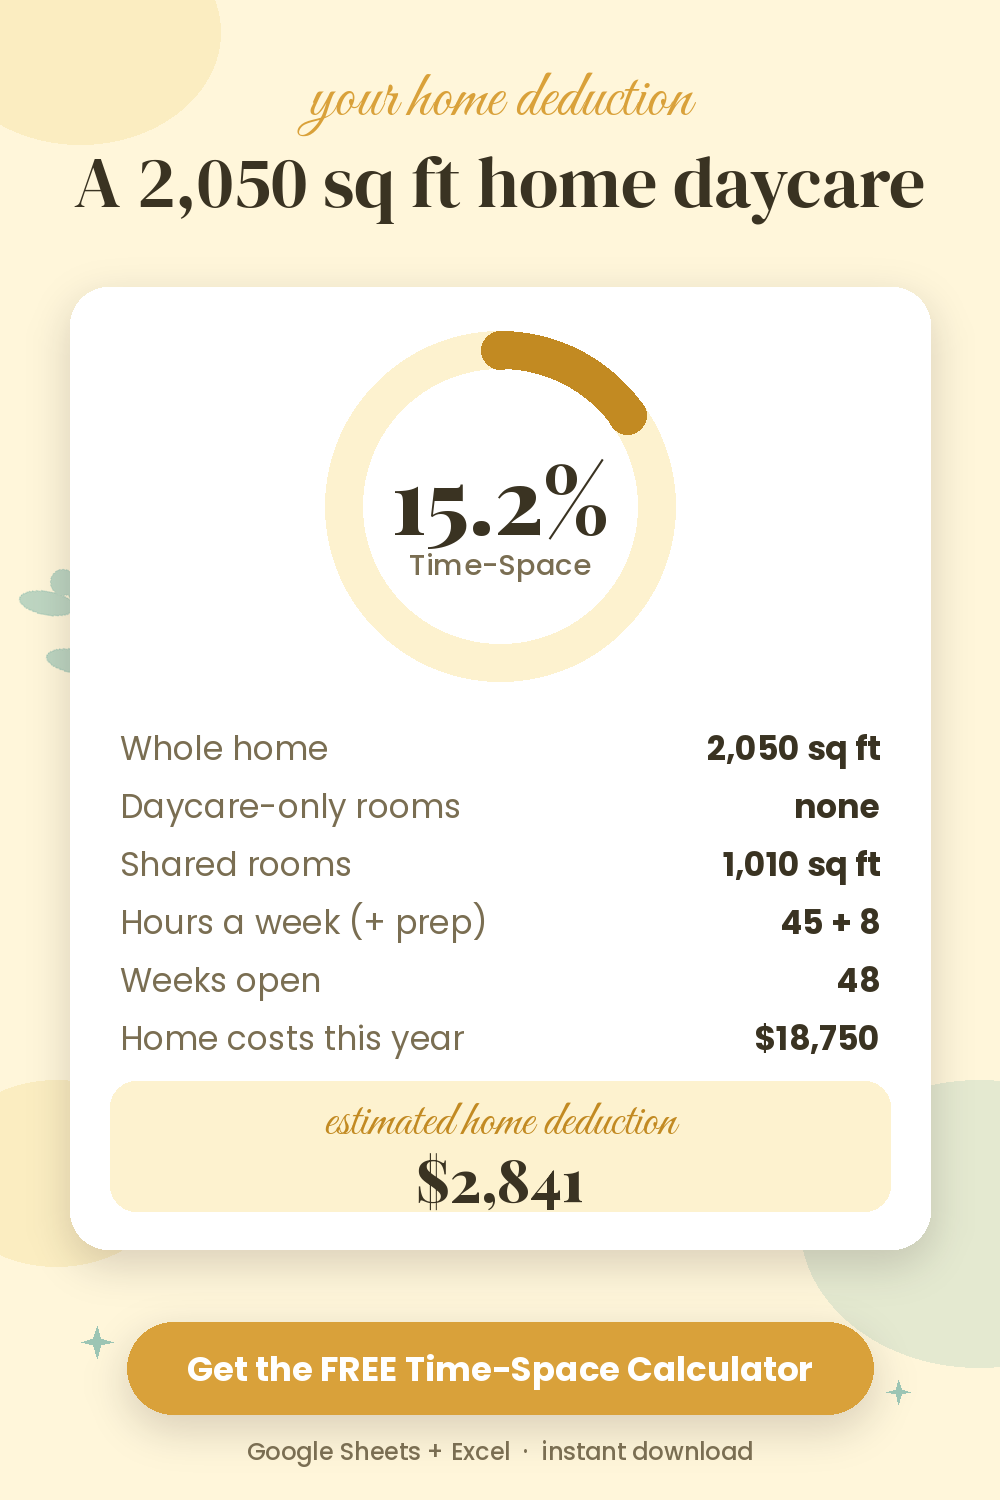 your home deduction
A 2,050 sq ft home daycare
15.2%
Time-Space
Whole home 2,050 sq ft
Daycare-only rooms none
Shared rooms 1,010 sq ft
Hours a week (+ prep) 45 + 8
Weeks open 48
Home costs this year $18,750
estimated home deduction
$2,841
Get the FREE Time-Space Calculator
Google Sheets + Excel · instant download